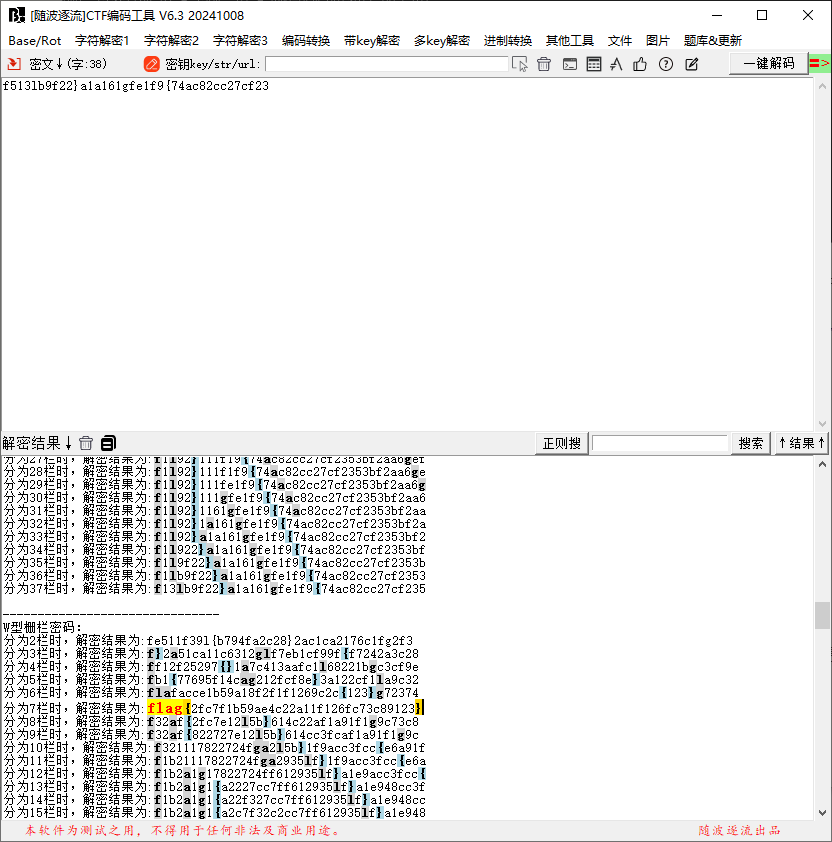 [随波逐流]CTF编码工具 V6.3 20241008
Base/Rot 字符解密1 字符解密2 字符解密3 编码转换 带key解密 多key解密 进制转换 其他工具 文件 图片 题库&更新
密文↓(字:38) 密钥key/str/url: 一键解码 =>
f513lb9f22}a1a161gfe1f9{74ac82cc27cf23
解密结果↓ 正则搜 搜索 ↑结果↑
分为27栏时，解密结果为:f1l92}111f19{74ac82cc27cf2353bf2aa6gef
分为28栏时，解密结果为:f1l92}111f1f9{74ac82cc27cf2353bf2aa6ge
分为29栏时，解密结果为:f1l92}111fe1f9{74ac82cc27cf2353bf2aa6g
分为30栏时，解密结果为:f1l92}111gfe1f9{74ac82cc27cf2353bf2aa6
分为31栏时，解密结果为:f1l92}1161gfe1f9{74ac82cc27cf2353bf2aa
分为32栏时，解密结果为:f1l92}1a161gfe1f9{74ac82cc27cf2353bf2a
分为33栏时，解密结果为:f1l92}a1a161gfe1f9{74ac82cc27cf2353bf2
分为34栏时，解密结果为:f1l922}a1a161gfe1f9{74ac82cc27cf2353bf
分为35栏时，解密结果为:f1l9f22}a1a161gfe1f9{74ac82cc27cf2353b
分为36栏时，解密结果为:f1lb9f22}a1a161gfe1f9{74ac82cc27cf2353
分为37栏时，解密结果为:f13lb9f22}a1a161gfe1f9{74ac82cc27cf235
-------------------------------
W型栅栏密码:
分为2栏时，解密结果为:fe511f39l{b794fa2c28}2ac1ca2176c1fg2f3
分为3栏时，解密结果为:f}2a51ca11c6312glf7eb1cf99f{f7242a3c28
分为4栏时，解密结果为:ff12f25297{}1a7c413aafc1l68221bgc3cf9e
分为5栏时，解密结果为:fb1{77695f14cag212fcf8e}3a122cf1la9c32
分为6栏时，解密结果为:flafacce1b59a18f2f1f1269c2c{123}g72374
分为7栏时，解密结果为:flag{2fc7f1b59ae4c22a11f126fc73c89123}
分为8栏时，解密结果为:f32af{2fc7e12l5b}614c22af1a91f1g9c73c8
分为9栏时，解密结果为:f32af{822727e12l5b}614cc3fcaf1a91f1g9c
分为10栏时，解密结果为:f321117822724fga2l5b}1f9acc3fcc{e6a91f
分为11栏时，解密结果为:f1b21117822724fga2935lf}1f9acc3fcc{e6a
分为12栏时，解密结果为:f1b2a1g17822724ff612935lf}a1e9acc3fcc{
分为13栏时，解密结果为:f1b2a1g1{a2227cc7ff612935lf}a1e948cc3f
分为14栏时，解密结果为:f1b2a1g1{a22f327cc7ff612935lf}a1e948cc
分为15栏时，解密结果为:f1b2a1g1{a2c7f32c2cc7ff612935lf}a1e948
本软件为测试之用，不得用于任何非法及商业用途。 随波逐流出品